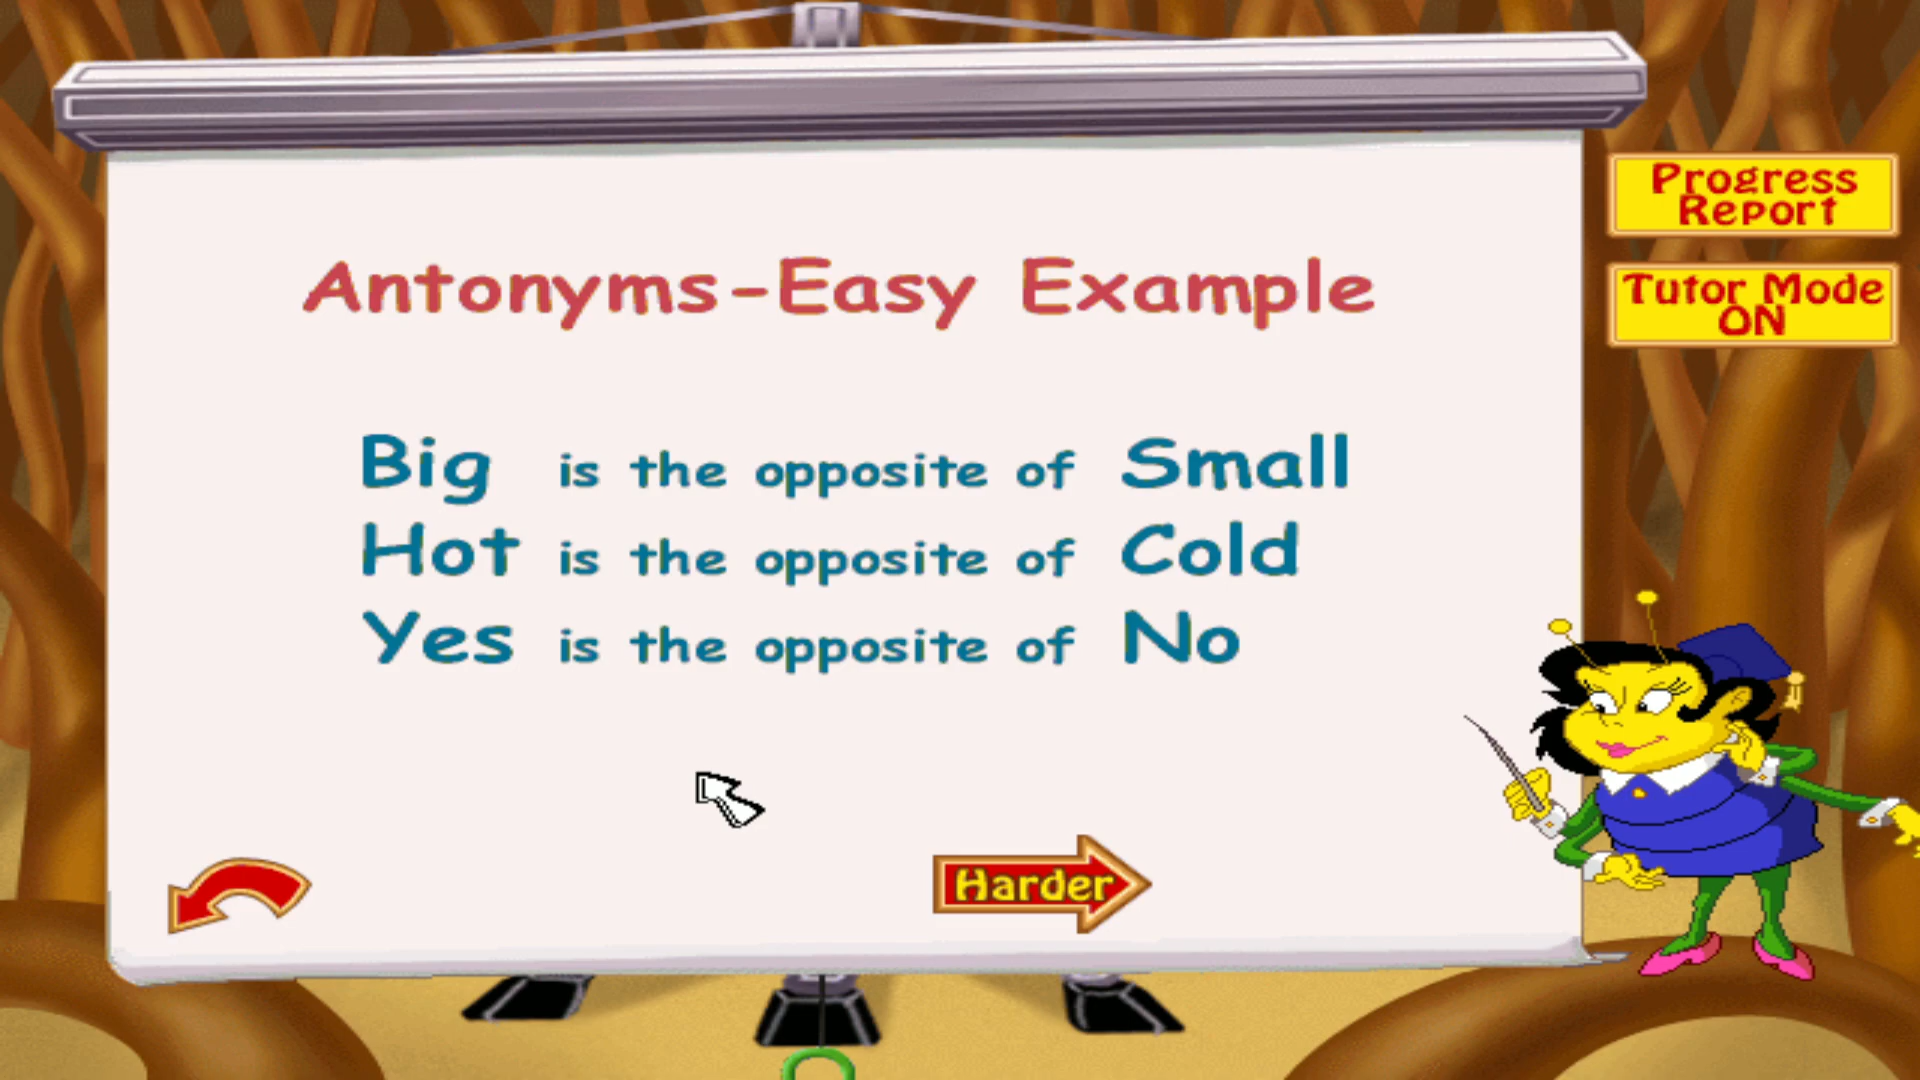 Progress
Report
Tutor Mode
ON
Antonyms-Easy Example
Big is the opposite of Small
Hot is the opposite of Cold
Yes is the opposite of No
Harder